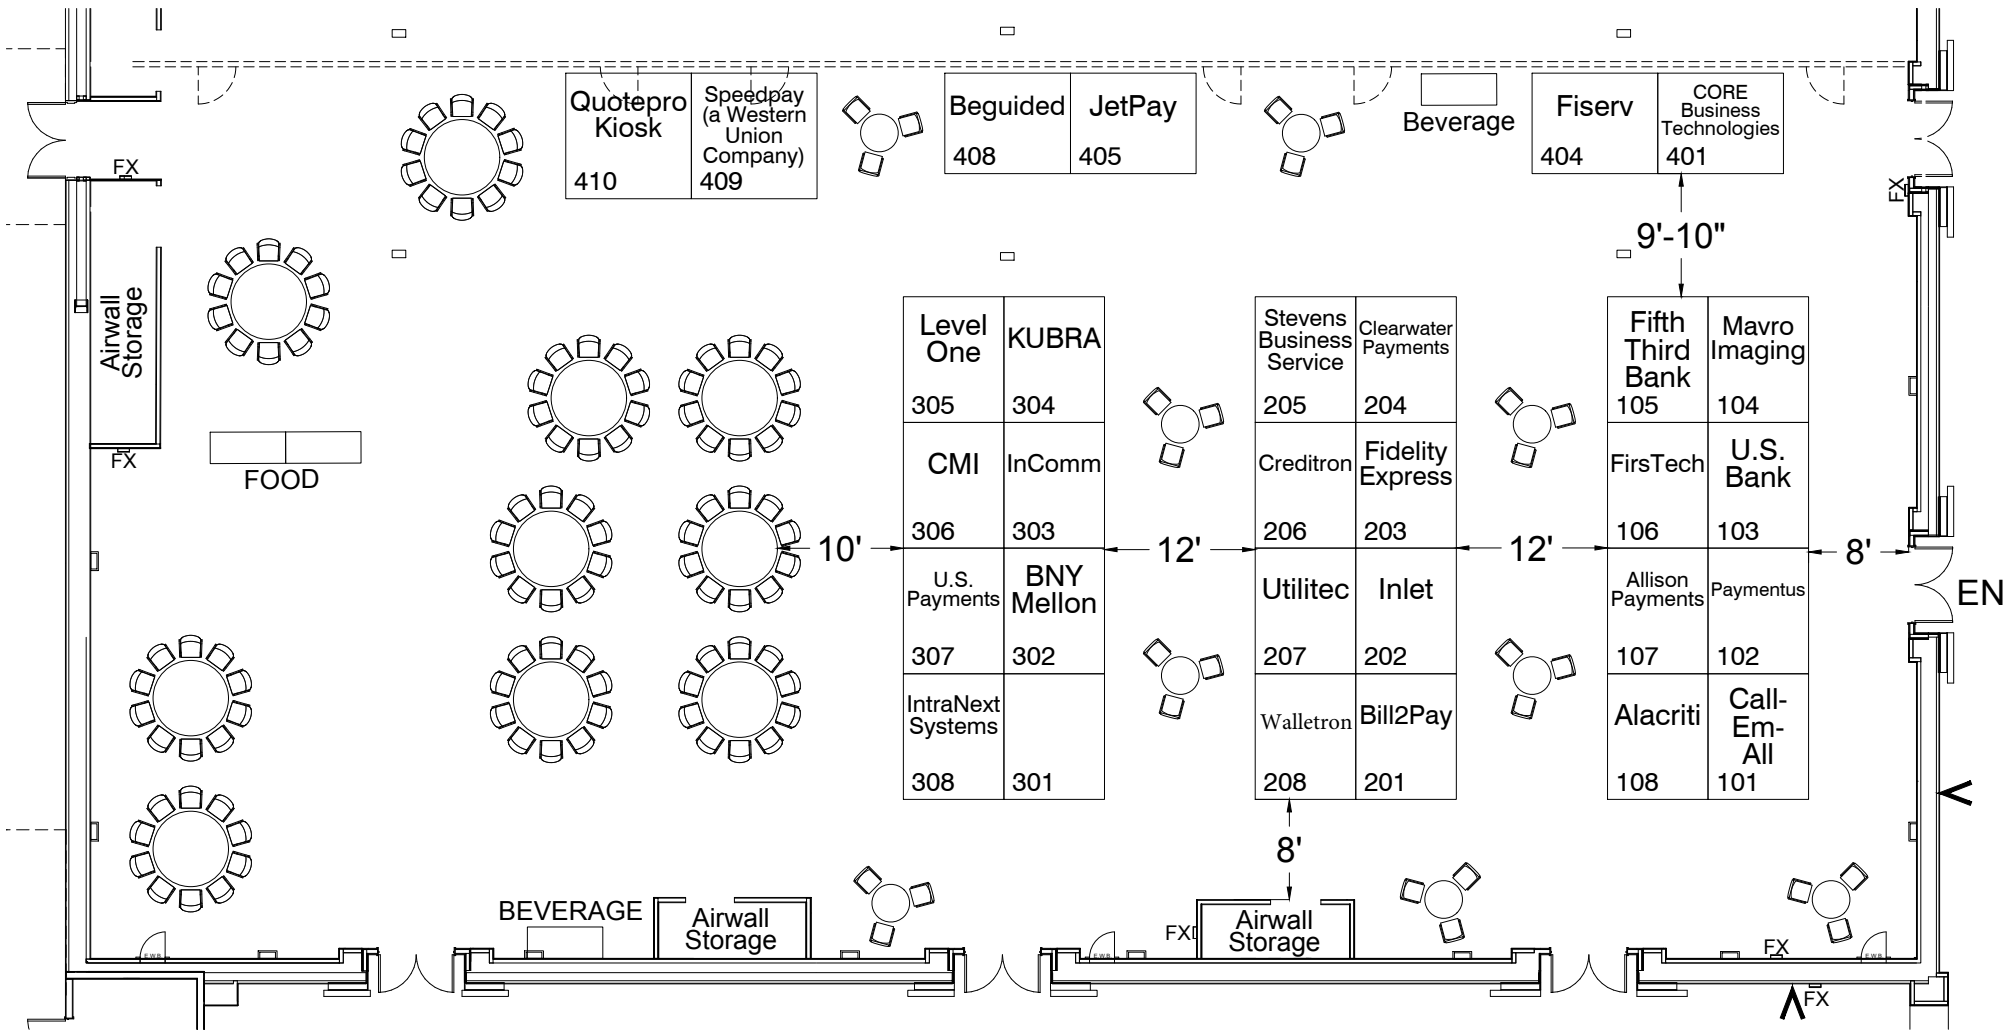 Quotepro
Kiosk
410
Speedpay
(a Western
Union
Company)
409
Beguided
408
JetPay
405
Beverage
Fiserv
404
CORE
Business
Technologies
401
FX
FX
9'-10"
Airwall
Storage
FX
FOOD
Level
One
305
KUBRA
304
Stevens
Business
Service
205
Clearwater
Payments
204
Fifth
Third
Bank
105
Mavro
Imaging
104
CMI
306
InComm
303
Creditron
206
Fidelity
Express
203
FirsTech
106
U.S.
Bank
103
10'
12'
12'
8'
EN
U.S.
Payments
307
BNY
Mellon
302
Utilitec
207
Inlet
202
Allison
Payments
107
Paymentus
102
IntraNext
Systems
308
301
Walletron
208
Bill2Pay
201
Alacriti
108
Call-
Em-
All
101
8'
BEVERAGE
Airwall
Storage
FX
Airwall
Storage
FX
E.W.B.
E.W.B.
E.W.B.
FX